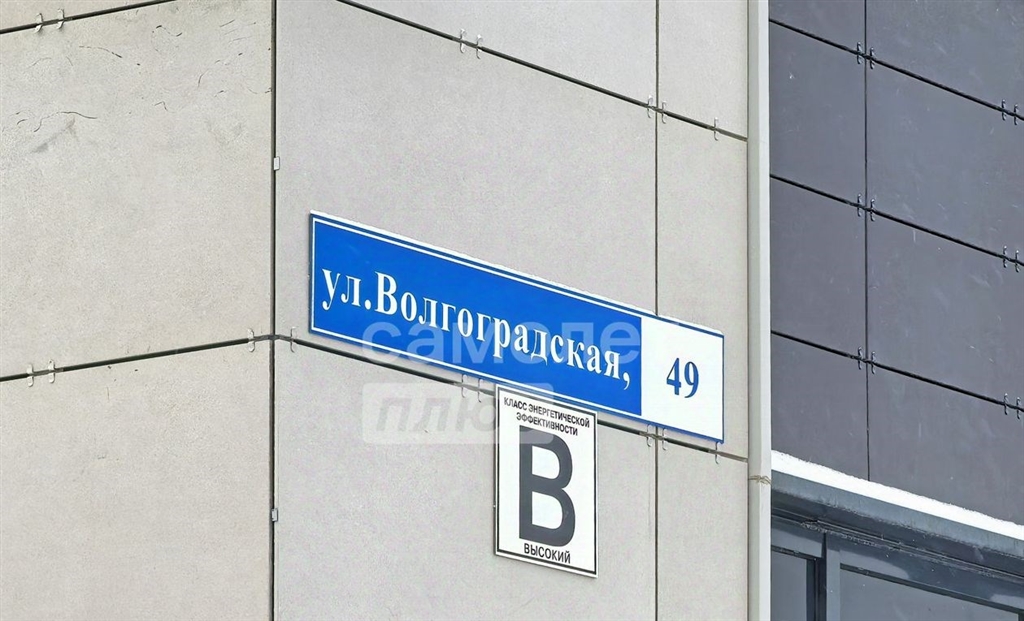 ул.Волгоградская, 49
самолет
плюс
КЛАСС ЭНЕРГЕТИЧЕСКОЙ
ЭФФЕКТИВНОСТИ
B
ВЫСОКИЙ